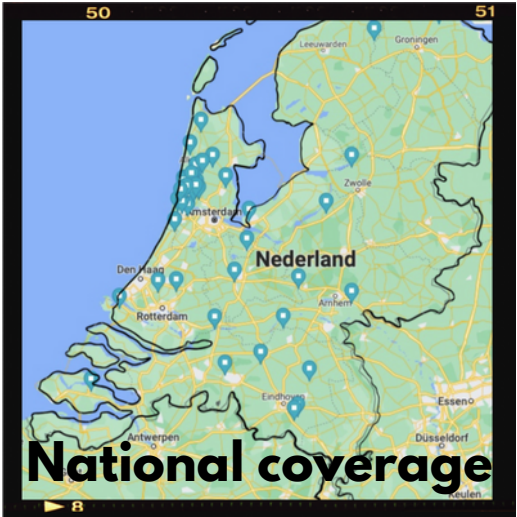 50
51
Leeuwarden
Groningen
Zwolle
Amsterdam
Nederland
Den Haag
Arnhem
Rotterdam
Eindhoven
Essen
Antwerpen
Düsseldorf
National coverage
Keulen
8